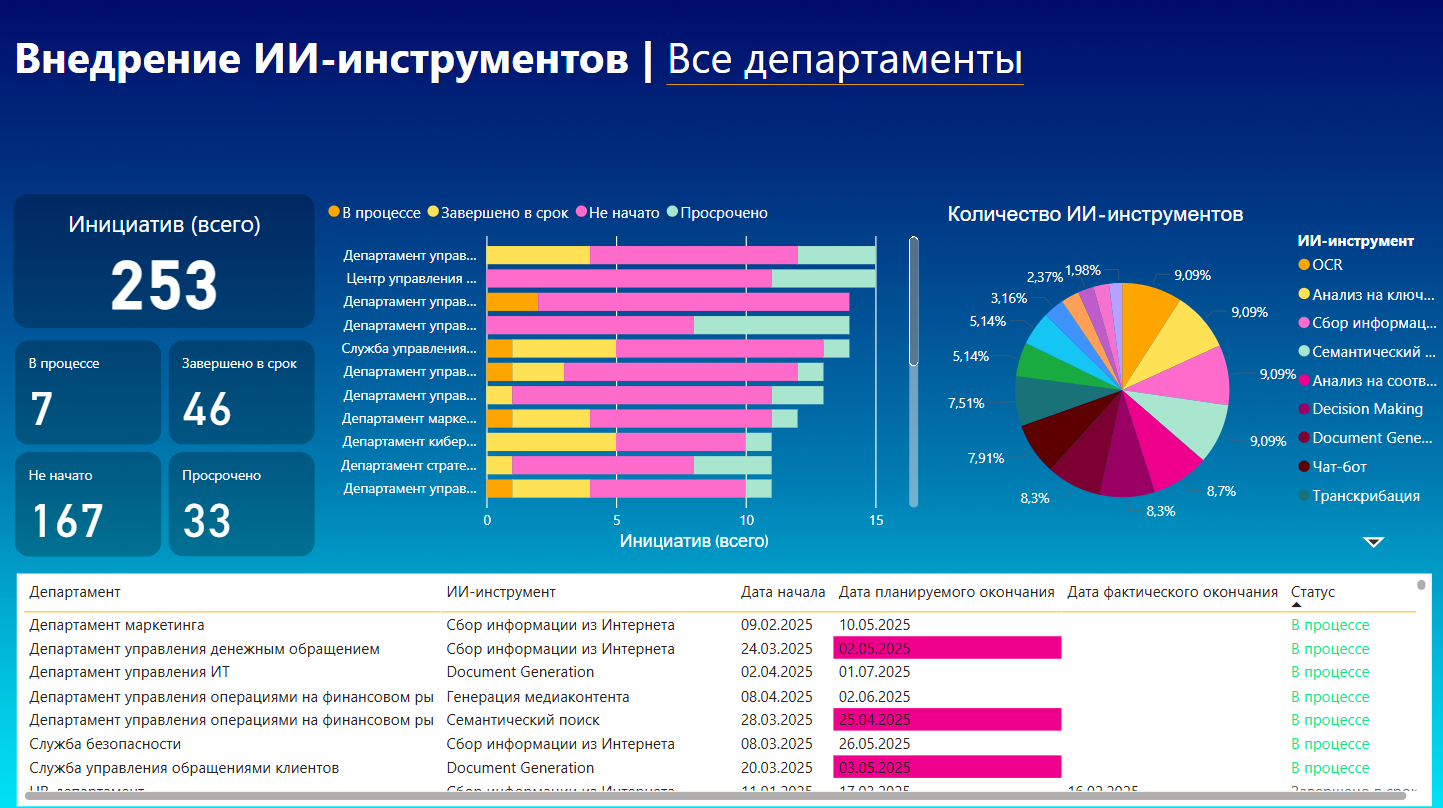 Внедрение ИИ-инструментов | Все департаменты
Инициатив (всего)
253
В процессе
7
Завершено в срок
46
Не начато
167
Просрочено
33
В процессе Завершено в срок Не начато Просрочено
Департамент управ...
Центр управления ...
Департамент управ...
Департамент управ...
Служба управления...
Департамент управ...
Департамент управ...
Департамент марке...
Департамент кибер...
Департамент страте...
Департамент управ...
0 5 10 15
Инициатив (всего)
Количество ИИ-инструментов
9,09%
9,09%
9,09%
9,09%
8,7%
8,3%
8,3%
7,91%
7,51%
5,14%
5,14%
3,16%
2,37%
1,98%
ИИ-инструмент
OCR
Анализ на ключ...
Сбор информац...
Семантический ...
Анализ на соотв...
Decision Making
Document Gene...
Чат-бот
Транскрибация
Департамент ИИ-инструмент Дата начала Дата планируемого окончания Дата фактического окончания Статус
Департамент маркетинга Сбор информации из Интернета 09.02.2025 10.05.2025 В процессе
Департамент управления денежным обращением Сбор информации из Интернета 24.03.2025 02.05.2025 В процессе
Департамент управления ИТ Document Generation 02.04.2025 01.07.2025 В процессе
Департамент управления операциями на финансовом ры Генерация медиаконтента 08.04.2025 02.06.2025 В процессе
Департамент управления операциями на финансовом ры Семантический поиск 28.03.2025 25.04.2025 В процессе
Служба безопасности Сбор информации из Интернета 08.03.2025 26.05.2025 В процессе
Служба управления обращениями клиентов Document Generation 20.03.2025 03.05.2025 В процессе
HR-департамент Сбор информации из Интернета 11.01.2025 17.03.2025 16.02.2025 Завершено в срок